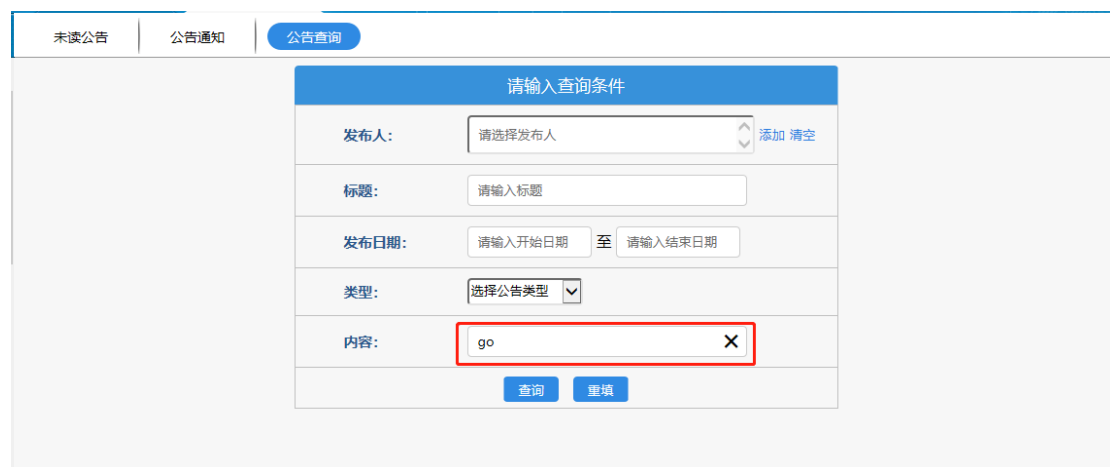 未读公告 公告通知 公告查询
请输入查询条件
发布人: 请选择发布人 添加 清空
标题: 请输入标题
发布日期: 请输入开始日期 至 请输入结束日期
类型: 选择公告类型
内容: go
查询 重填